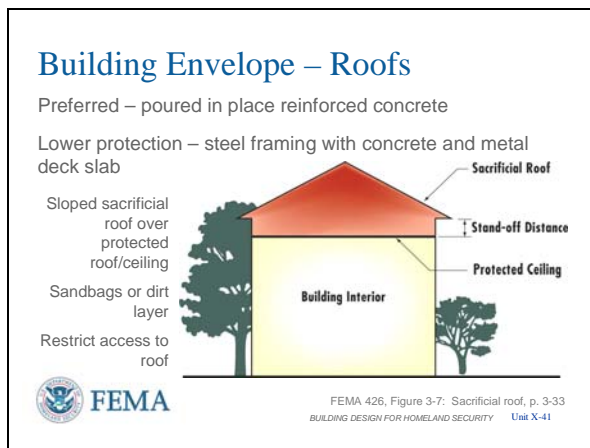 Building Envelope – Roofs
Preferred – poured in place reinforced concrete
Lower protection – steel framing with concrete and metal
deck slab
Sloped sacrificial
roof over
protected
roof/ceiling
Sandbags or dirt
layer
Restrict access to
roof
Sacrificial Roof
Stand-off Distance
Protected Ceiling
Building Interior
FEMA
FEMA 426, Figure 3-7: Sacrificial roof, p. 3-33
BUILDING DESIGN FOR HOMELAND SECURITY Unit X-41